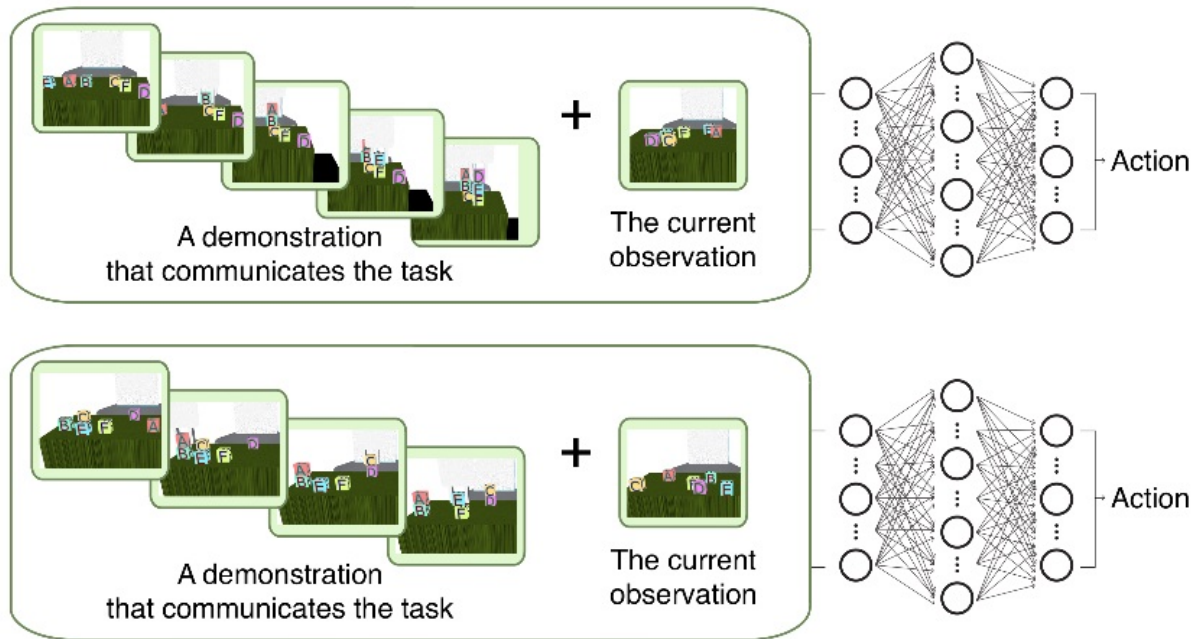 E A B C F D
B C F D
A B C F D
B E C F D
A D B E C F
+
D C F E A
A demonstration
that communicates the task
The current
observation
Action
B E C F D A
A B C E F D
A B E F C D
A B E F C D
+
C A F D B E
A demonstration
that communicates the task
The current
observation
Action